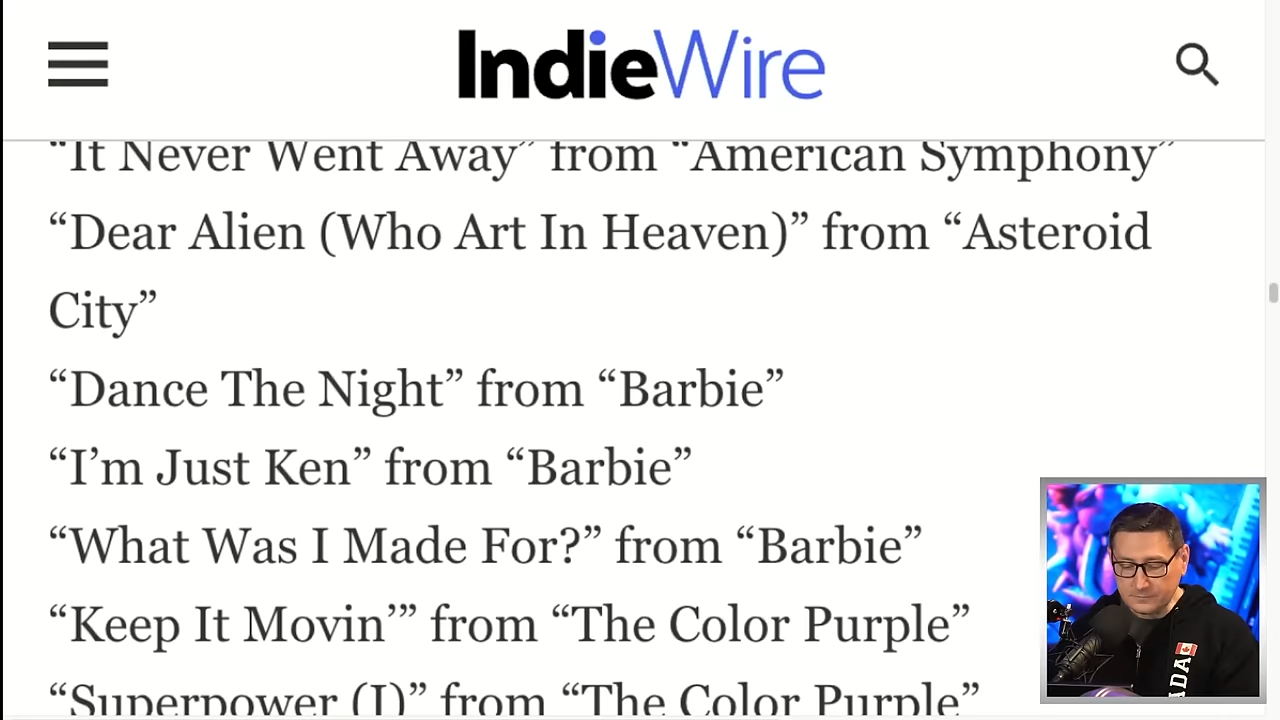 IndieWire
“It Never Went Away” from “American Symphony”
“Dear Alien (Who Art In Heaven)” from “Asteroid
City”
“Dance The Night” from “Barbie”
“I’m Just Ken” from “Barbie”
“What Was I Made For?” from “Barbie”
“Keep It Movin’” from “The Color Purple”
“Superpower (I)” from “The Color Purple”
ADA